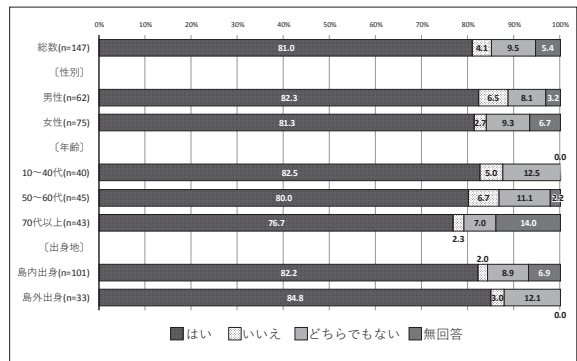 0% 10% 20% 30% 40% 50% 60% 70% 80% 90% 100%
総数(n=147) 81.0 4.1 9.5 5.4
〔性別〕
男性(n=62) 82.3 6.5 8.1 3.2
女性(n=75) 81.3 2.7 9.3 6.7
〔年齢〕
0.0
10～40代(n=40) 82.5 5.0 12.5
50～60代(n=45) 80.0 6.7 11.1 2.2
70代以上(n=43) 76.7 7.0 14.0
2.3
〔出身地〕
2.0
島内出身(n=101) 82.2 8.9 6.9
島外出身(n=33) 84.8 3.0 12.1
0.0
はい いいえ どちらでもない 無回答